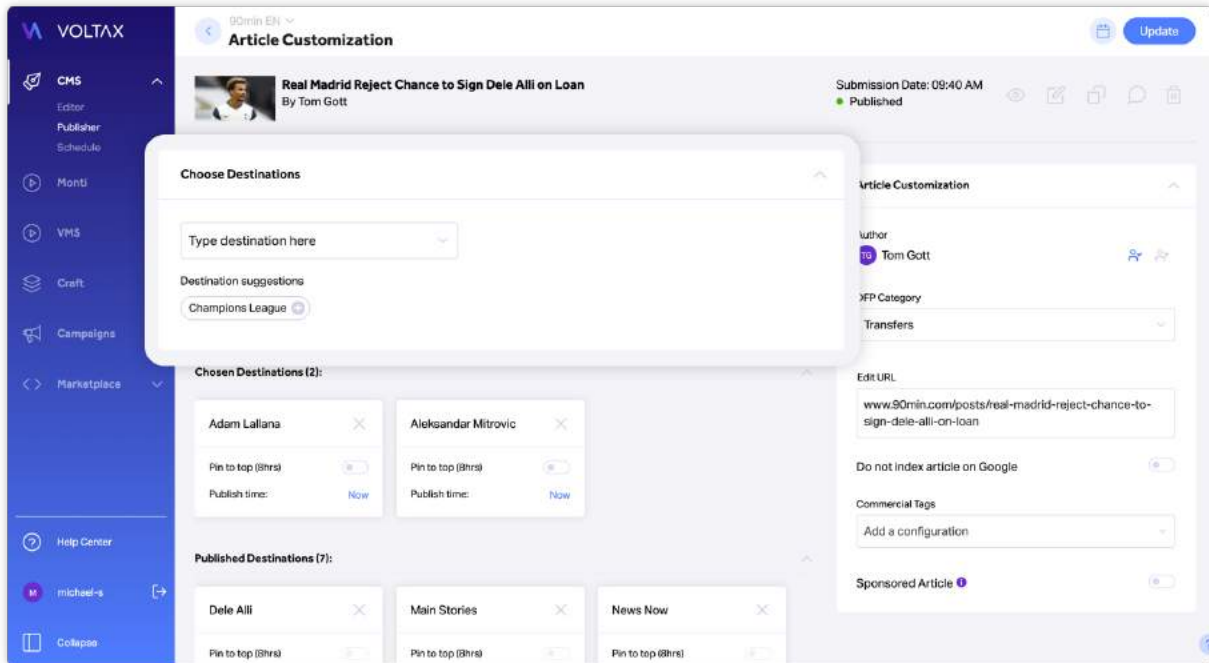 VOLTAX
CMS
Editor
Publisher
Schedule
Monti
VMS
Craft
Campaigns
Marketplace
Help Center
M
michael-s
Collapse
90min EN
Article Customization
Update
Real Madrid Reject Chance to Sign Dele Alli on Loan
By Tom Gott
Submission Date: 09:40 AM
Published
Choose Destinations
Type destination here
Destination suggestions
Champions League
Chosen Destinations (2):
Adam Lallana
Pin to top (8hrs)
Publish time:
Now
Aleksandar Mitrovic
Pin to top (8hrs)
Publish time:
Now
Published Destinations (7):
Dele Alli
Pin to top (8hrs)
Main Stories
Pin to top (8hrs)
News Now
Pin to top (8hrs)
Article Customization
Author
TG
Tom Gott
DFP Category
Transfers
Edit URL
www.90min.com/posts/real-madrid-reject-chance-to-
sign-dele-alli-on-loan
Do not index article on Google
Commercial Tags
Add a configuration
Sponsored Article